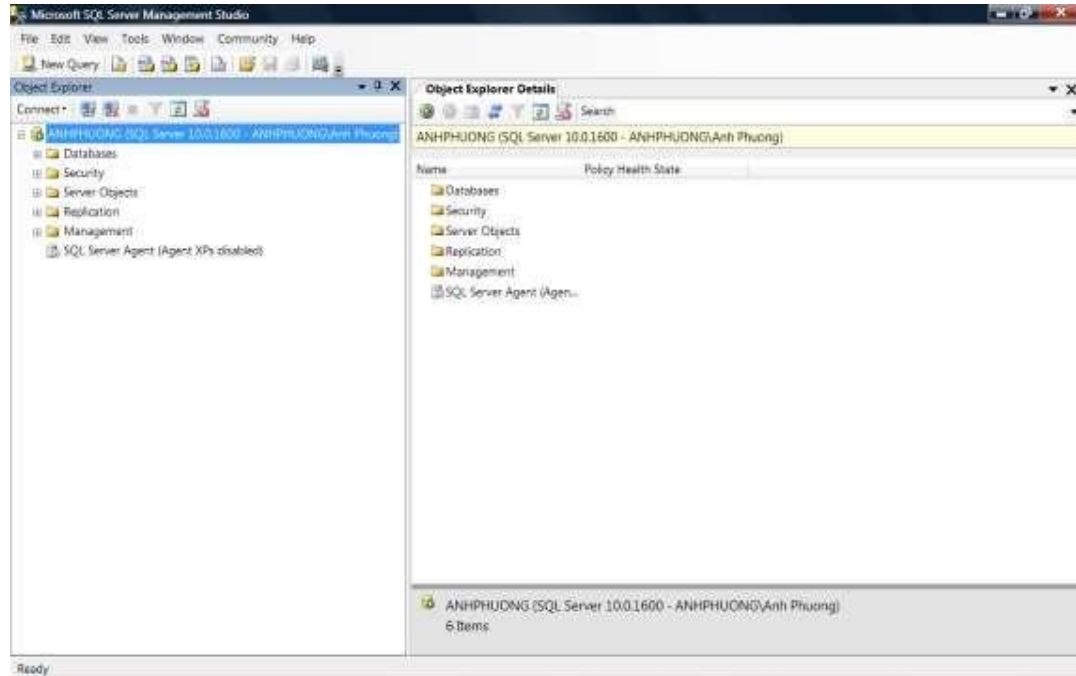 Microsoft SQL Server Management Studio
File Edit View Tools Window Community Help
New Query
Object Explorer
Connect
ANHPHUONG (SQL Server 10.0.1600 - ANHPHUONG\Anh Phuong)
Databases
Security
Server Objects
Replication
Management
SQL Server Agent (Agent XPs disabled)
Object Explorer Details
Search
ANHPHUONG (SQL Server 10.0.1600 - ANHPHUONG\Anh Phuong)
Name Policy Health State
Databases
Security
Server Objects
Replication
Management
SQL Server Agent (Agen...
ANHPHUONG (SQL Server 10.0.1600 - ANHPHUONG\Anh Phuong)
6 Items
Ready